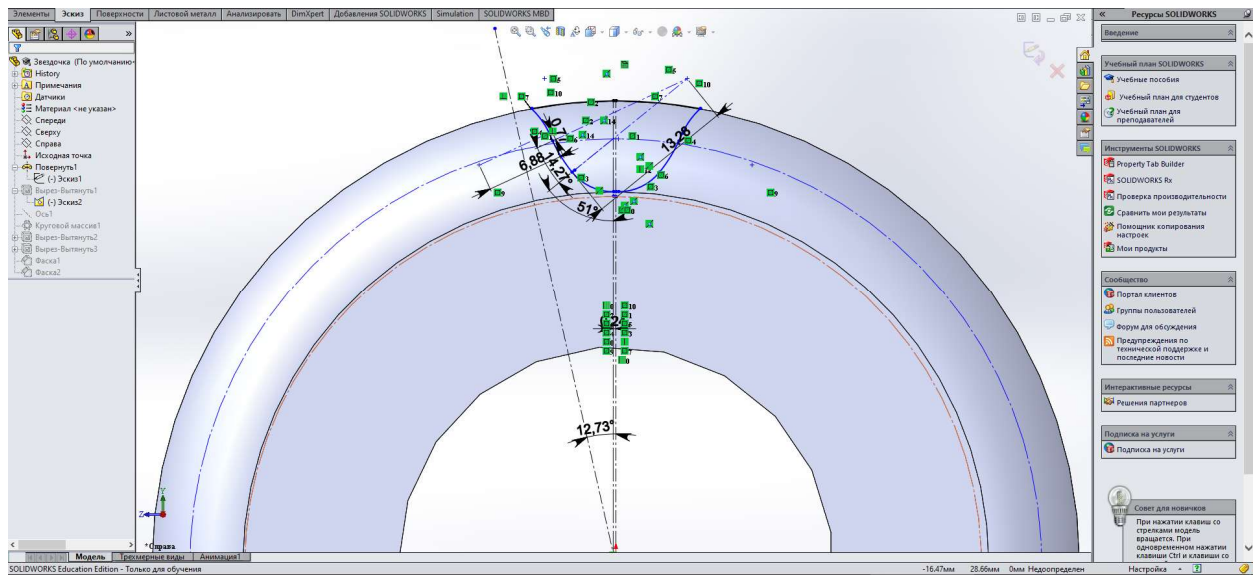 Элементы Эскиз Поверхности Листовой металл Анализировать DimXpert Добавления SOLIDWORKS Simulation SOLIDWORKS MBD
Звездочка (По умолчанию
History
Примечания
Датчики
Материал <не указан>
Спереди
Сверху
Справа
Исходная точка
Повернуть1
(-) Эскиз1
Вырез-Вытянуть1
(-) Эскиз2
Ось1
Круговой массив1
Вырез-Вытянуть2
Вырез-Вытянуть3
Фаска1
Фаска2
13,28
6,88
14,27°
51°
12,73°
Y
Z
*Справа
Ресурсы SOLIDWORKS
Введение
Учебный план SOLIDWORKS
Учебные пособия
Учебный план для студентов
Учебный план для
преподавателей
Инструменты SOLIDWORKS
Property Tab Builder
SOLIDWORKS Rx
Проверка производительности
Сравнить мои результаты
Помощник копирования
настроек
Мои продукты
Сообщество
Портал клиентов
Группы пользователей
Форум для обсуждения
Предупреждения по
технической поддержке и
последние новости
Интерактивные ресурсы
Решения партнеров
Подписка на услуги
Подписка на услуги
Совет для новичков
При нажатии клавиш со
стрелками модель
вращается. При
одновременном нажатии
клавиши Ctrl и клавиши со
Модель Трехмерные виды Анимация1
SOLIDWORKS Education Edition - Только для обучения
-16.47мм 28.66мм 0мм Недоопределен
Настройка